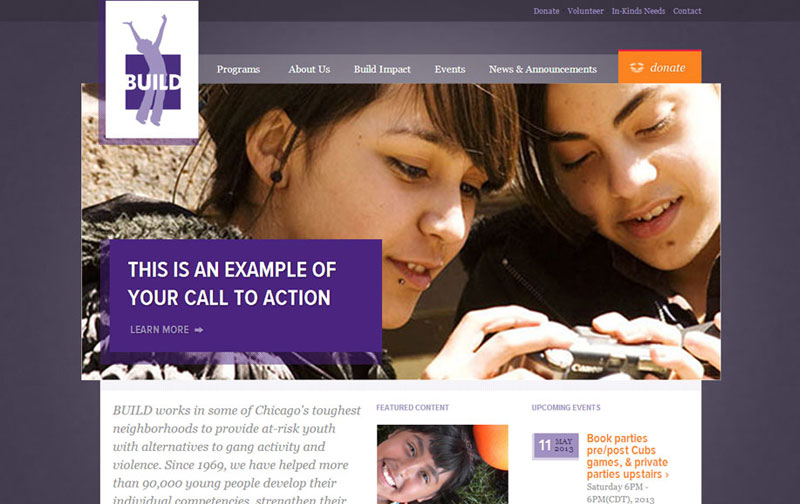 Donate Volunteer In-Kinds Needs Contact
BUILD
Programs About Us Build Impact Events News & Announcements donate
THIS IS AN EXAMPLE OF
YOUR CALL TO ACTION
LEARN MORE
Canon
BUILD works in some of Chicago's toughest
neighborhoods to provide at-risk youth
with alternatives to gang activity and
violence. Since 1969, we have helped more
than 90,000 young people develop their
individual competencies, strengthen their
FEATURED CONTENT
UPCOMING EVENTS
11 MAY
2013
Book parties
pre/post Cubs
games, & private
parties upstairs ›
Saturday 6PM -
6PM(CDT), 2013